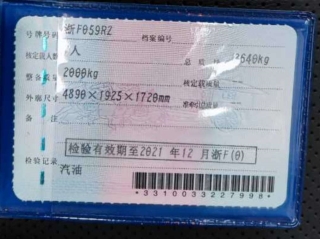 号牌号码 浙F059RZ 档案编号
核定载人数 人 总质量 2640kg
整备质量 2000kg 核定载质量 --
外廓尺寸 4890×1925×1720mm 准牵引总质量 --
备注
检验有效期至2021 年12 月浙F(0)
检验记录
汽油
*3310033227998*